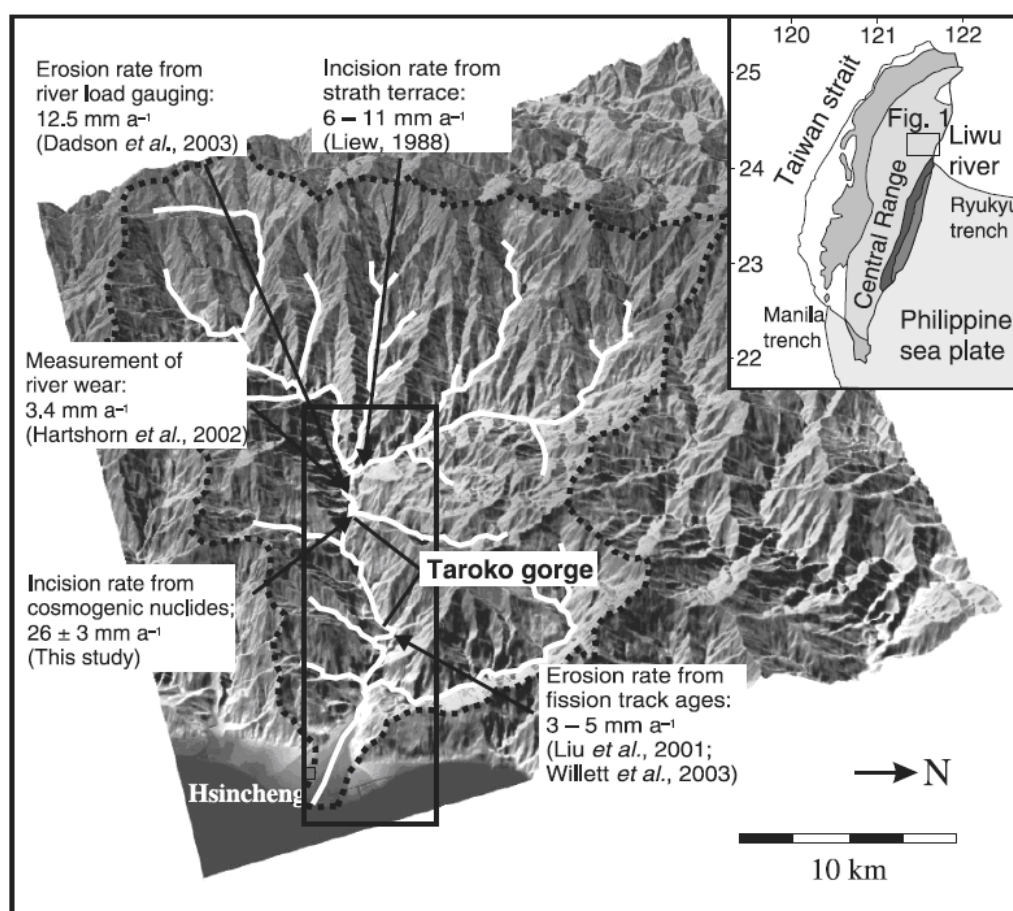 Erosion rate from
river load gauging:
12.5 mm a⁻¹
(Dadson et al., 2003)
Incision rate from
strath terrace:
6 – 11 mm a⁻¹
(Liew, 1988)
120
121
122
25
24
23
22
Taiwan strait
Fig. 1
Liwu
river
Central Range
Ryukyu
trench
Manila
trench
Philippine
sea plate
Measurement of
river wear:
3.4 mm a⁻¹
(Hartshorn et al., 2002)
Taroko gorge
Incision rate from
cosmogenic nuclides;
26 ± 3 mm a⁻¹
(This study)
Erosion rate from
fission track ages:
3 – 5 mm a⁻¹
(Liu et al., 2001;
Willett et al., 2003)
Hsincheng
N
10 km